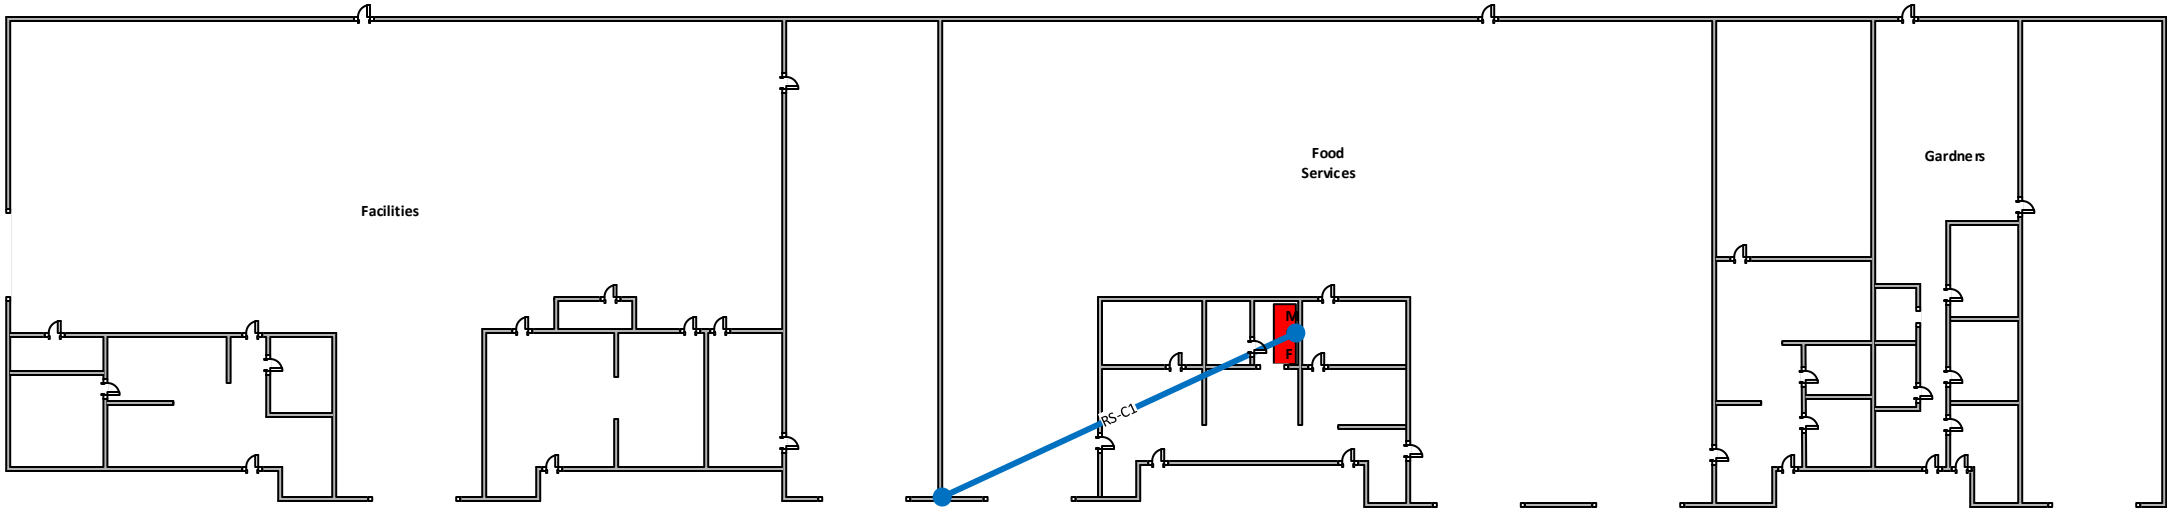 Food
Services
Gardners
Facilities
M
F
RS-C1